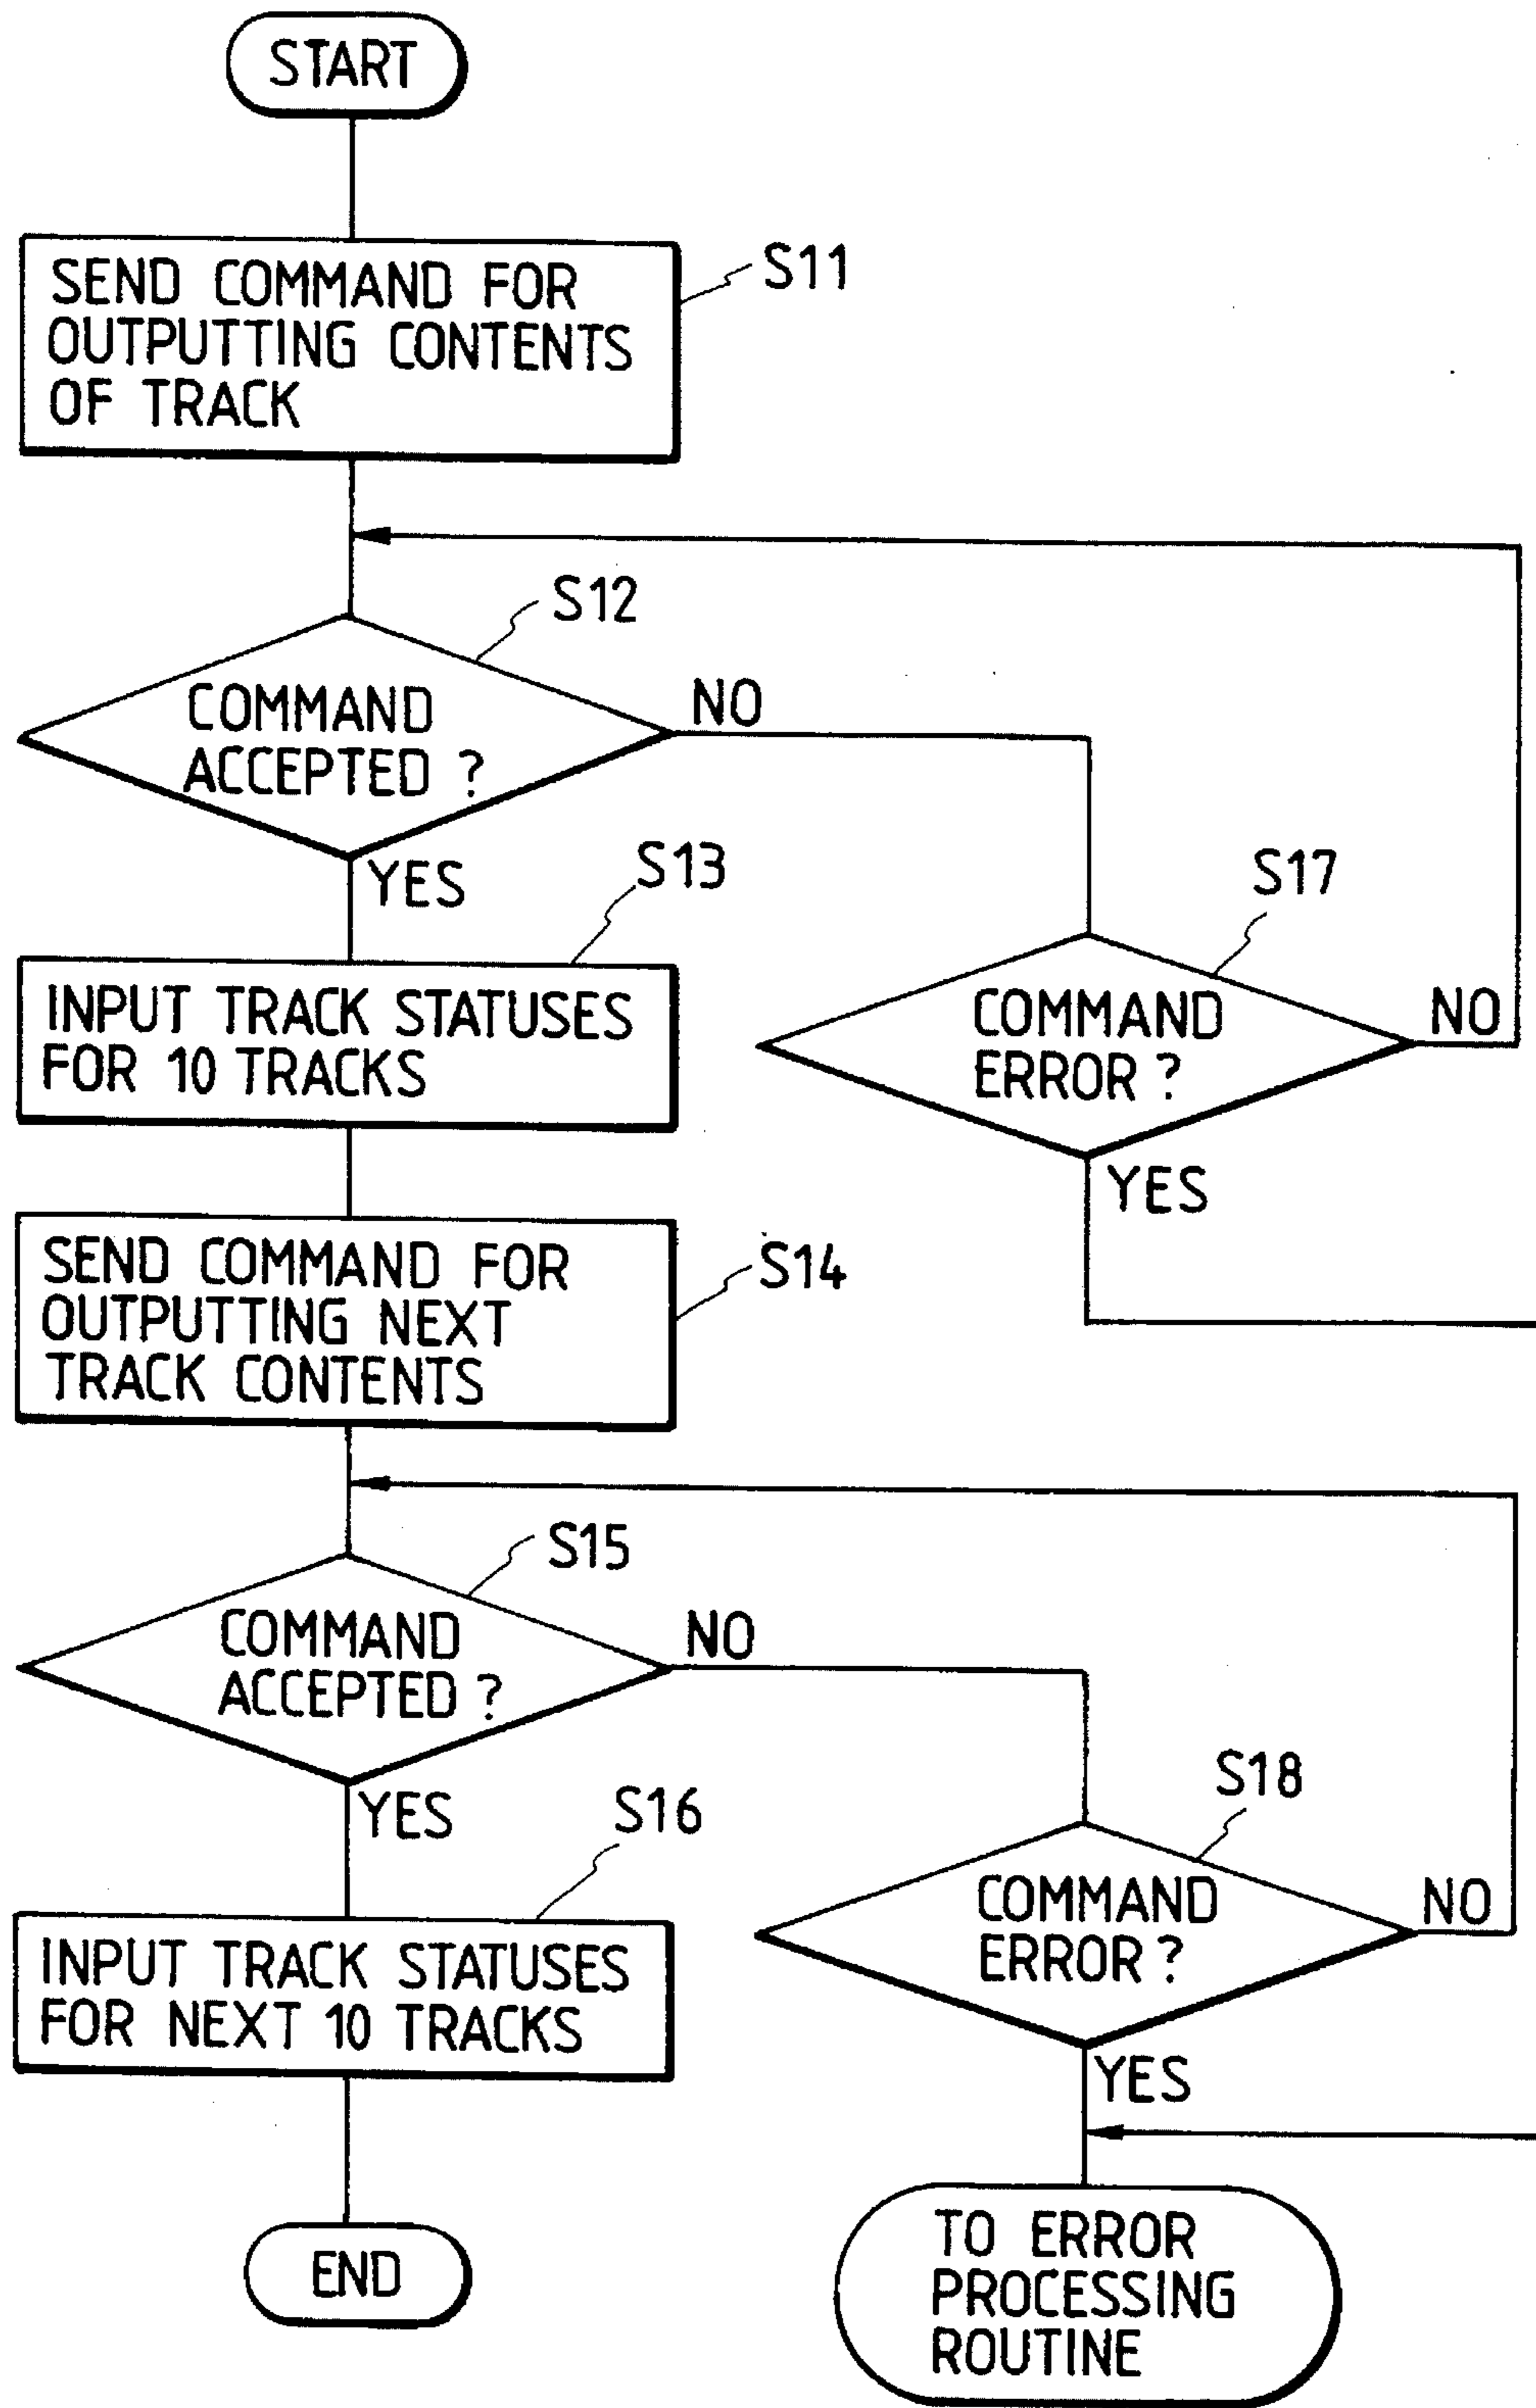 START
SEND COMMAND FOR
OUTPUTTING CONTENTS
OF TRACK
S11
S12
COMMAND
ACCEPTED ?
NO
YES
S13
INPUT TRACK STATUSES
FOR 10 TRACKS
S17
COMMAND
ERROR ?
NO
YES
SEND COMMAND FOR
OUTPUTTING NEXT
TRACK CONTENTS
S14
S15
COMMAND
ACCEPTED ?
NO
YES
S16
INPUT TRACK STATUSES
FOR NEXT 10 TRACKS
S18
COMMAND
ERROR ?
NO
YES
END
TO ERROR
PROCESSING
ROUTINE